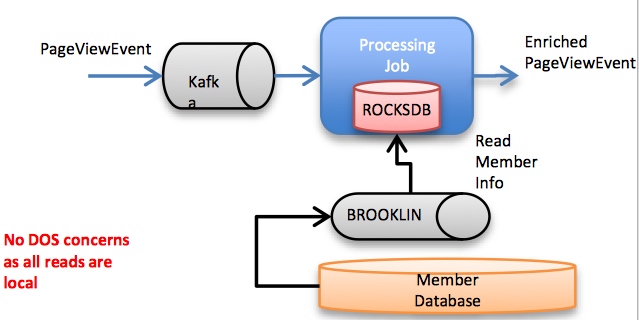 PageViewEvent
Kafk
a
Processing
Job
ROCKSDB
Enriched
PageViewEvent
Read
Member
Info
BROOKLIN
No DOS concerns
as all reads are
local
Member
Database